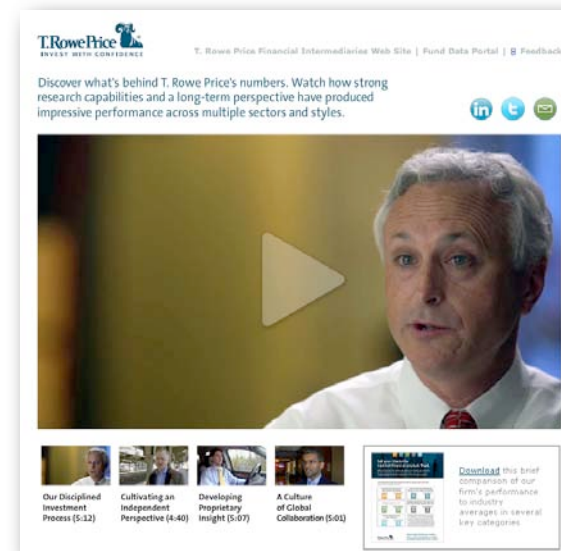 T.RowePrice
INVEST WITH CONFIDENCE
T. Rowe Price Financial Intermediaries Web Site | Fund Data Portal | Feedback
Discover what's behind T. Rowe Price's numbers. Watch how strong
research capabilities and a long-term perspective have produced
impressive performance across multiple sectors and styles.
in t
Our Disciplined
Investment
Process (5:12)
Cultivating an
Independent
Perspective (4:40)
Developing
Proprietary
Insight (5:07)
A Culture
of Global
Collaboration (5:01)
Download this brief
comparison of our
firm's performance
to industry
averages in several
key categories